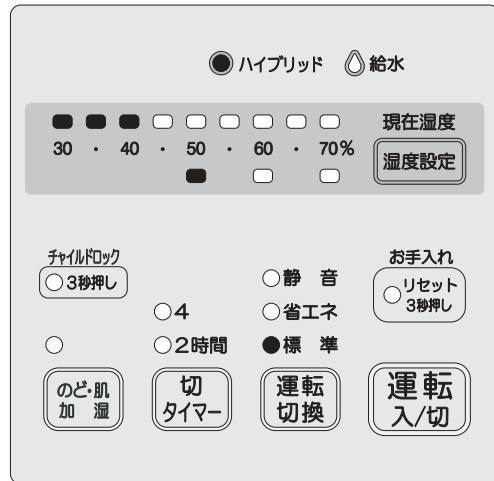 ハイブリッド 給水
現在湿度
30 ・ 40 ・ 50 ・ 60 ・ 70%
湿度設定
チャイルドロック
3秒押し
お手入れ
リセット
3秒押し
静 音
4 省エネ
2時間 標 準
のど・肌
加 湿
切
タイマー
運転
切換
運転
入/切